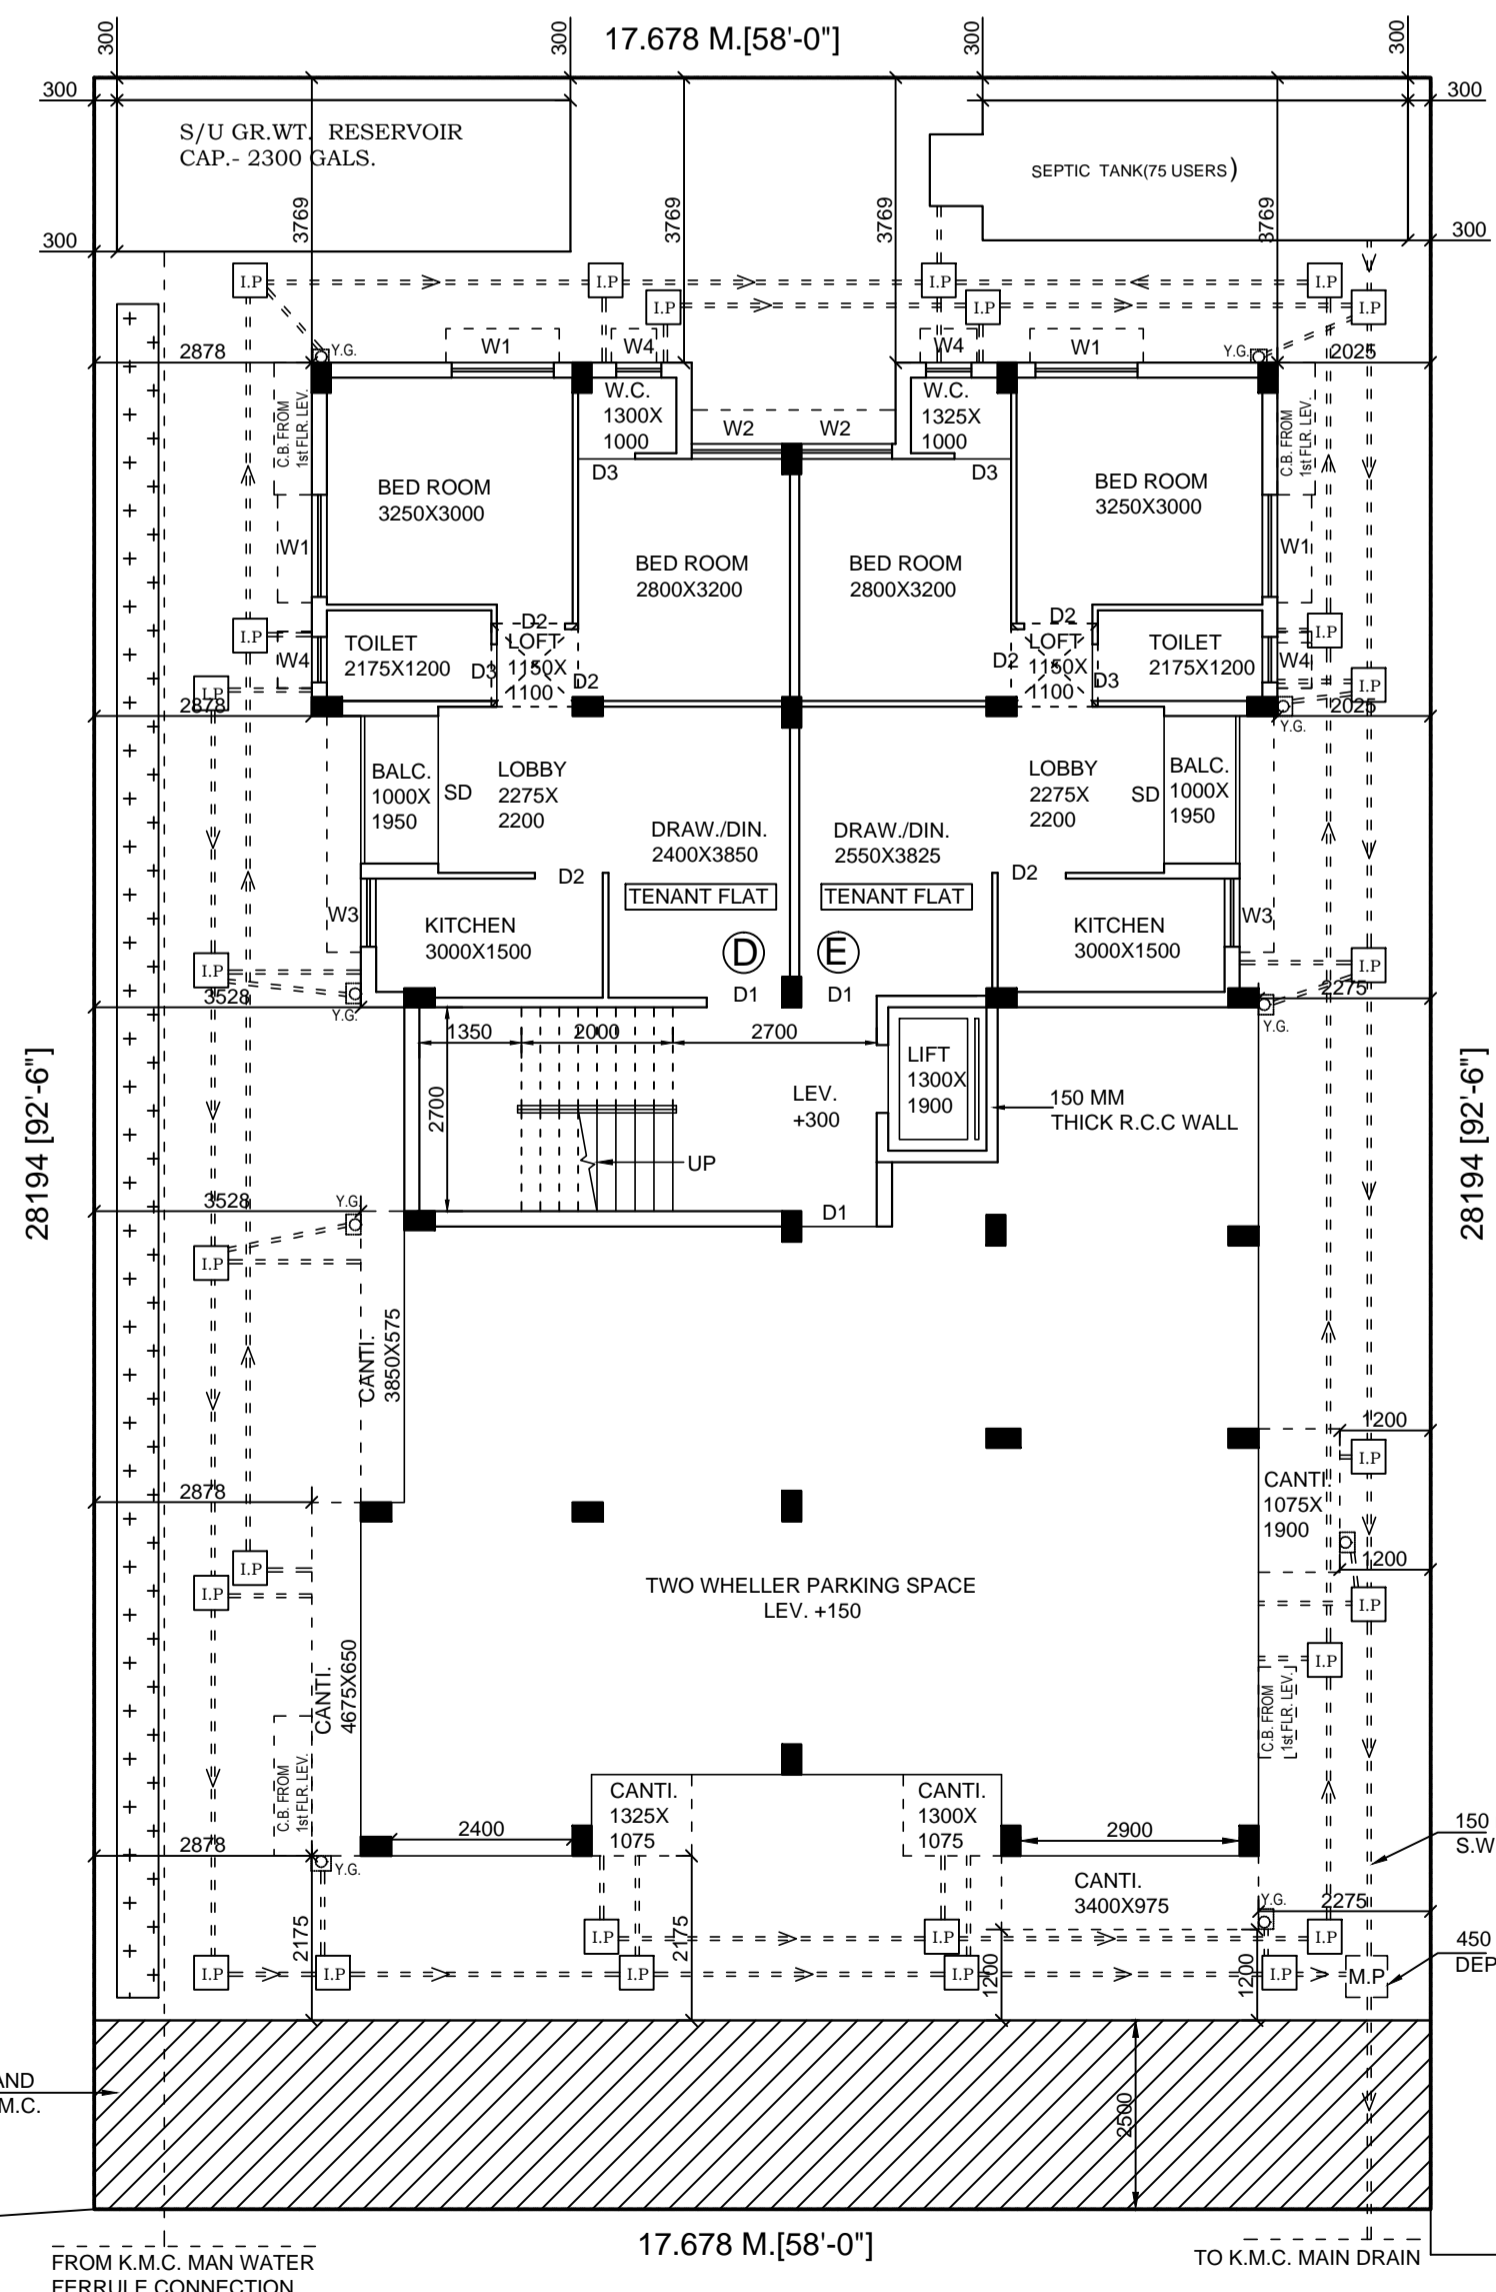 300
300
17.678 M.[58'-0"]
300
300
300
300
S/U GR.WT. RESERVOIR
CAP.- 2300 GALS.
SEPTIC TANK(75 USERS)
3769
3769
3769
3769
300
300
I.P
I.P
I.P
I.P
I.P
I.P
I.P
2878
Y.G.
W1
W4
W4
W1
Y.G.
2025
C.B. FROM
1st FLR. LEV.
W.C.
1300X
1000
W2
W2
W.C.
1325X
1000
C.B. FROM
1st FLR. LEV.
D3
D3
BED ROOM
3250X3000
BED ROOM
3250X3000
W1
BED ROOM
2800X3200
BED ROOM
2800X3200
W1
I.P
W4
TOILET
2175X1200
D3
D2
LOFT
1150X
1100
D2
D2
D2
LOFT
1150X
1100
D3
TOILET
2175X1200
W4
I.P
I.P
2878
I.P
2025
Y.G.
BALC.
1000X
1950
SD
LOBBY
2275X
2200
LOBBY
2275X
2200
SD
BALC.
1000X
1950
DRAW./DIN.
2400X3850
DRAW./DIN.
2550X3825
D2
D2
TENANT FLAT
TENANT FLAT
W3
KITCHEN
3000X1500
KITCHEN
3000X1500
W3
D
E
I.P
I.P
3528
Y.G.
D1
D1
2275
Y.G.
1350
2000
2700
2700
LIFT
1300X
1900
LEV.
+300
150 MM
THICK R.C.C WALL
UP
28194 [92'-6"]
28194 [92'-6"]
3528
Y.G.
D1
I.P
CANTI.
3850X575
1200
I.P
2878
CANTI.
1075X
1900
1200
I.P
I.P
I.P
TWO WHELLER PARKING SPACE
LEV. +150
CANTI.
4675X650
I.P
C.B. FROM
1st FLR. LEV.
C.B. FROM
1st FLR. LEV.
CANTI.
1325X
1075
CANTI.
1300X
1075
2400
2900
2878
Y.G.
150
S.W
CANTI.
3400X975
Y.G.
2275
2175
2175
1200
1200
I.P
I.P
I.P
450
DEP
I.P
I.P
I.P
I.P
I.P
M.P
AND
M.C.
2500
17.678 M.[58'-0"]
FROM K.M.C. MAN WATER
FERRULE CONNECTION
TO K.M.C. MAIN DRAIN